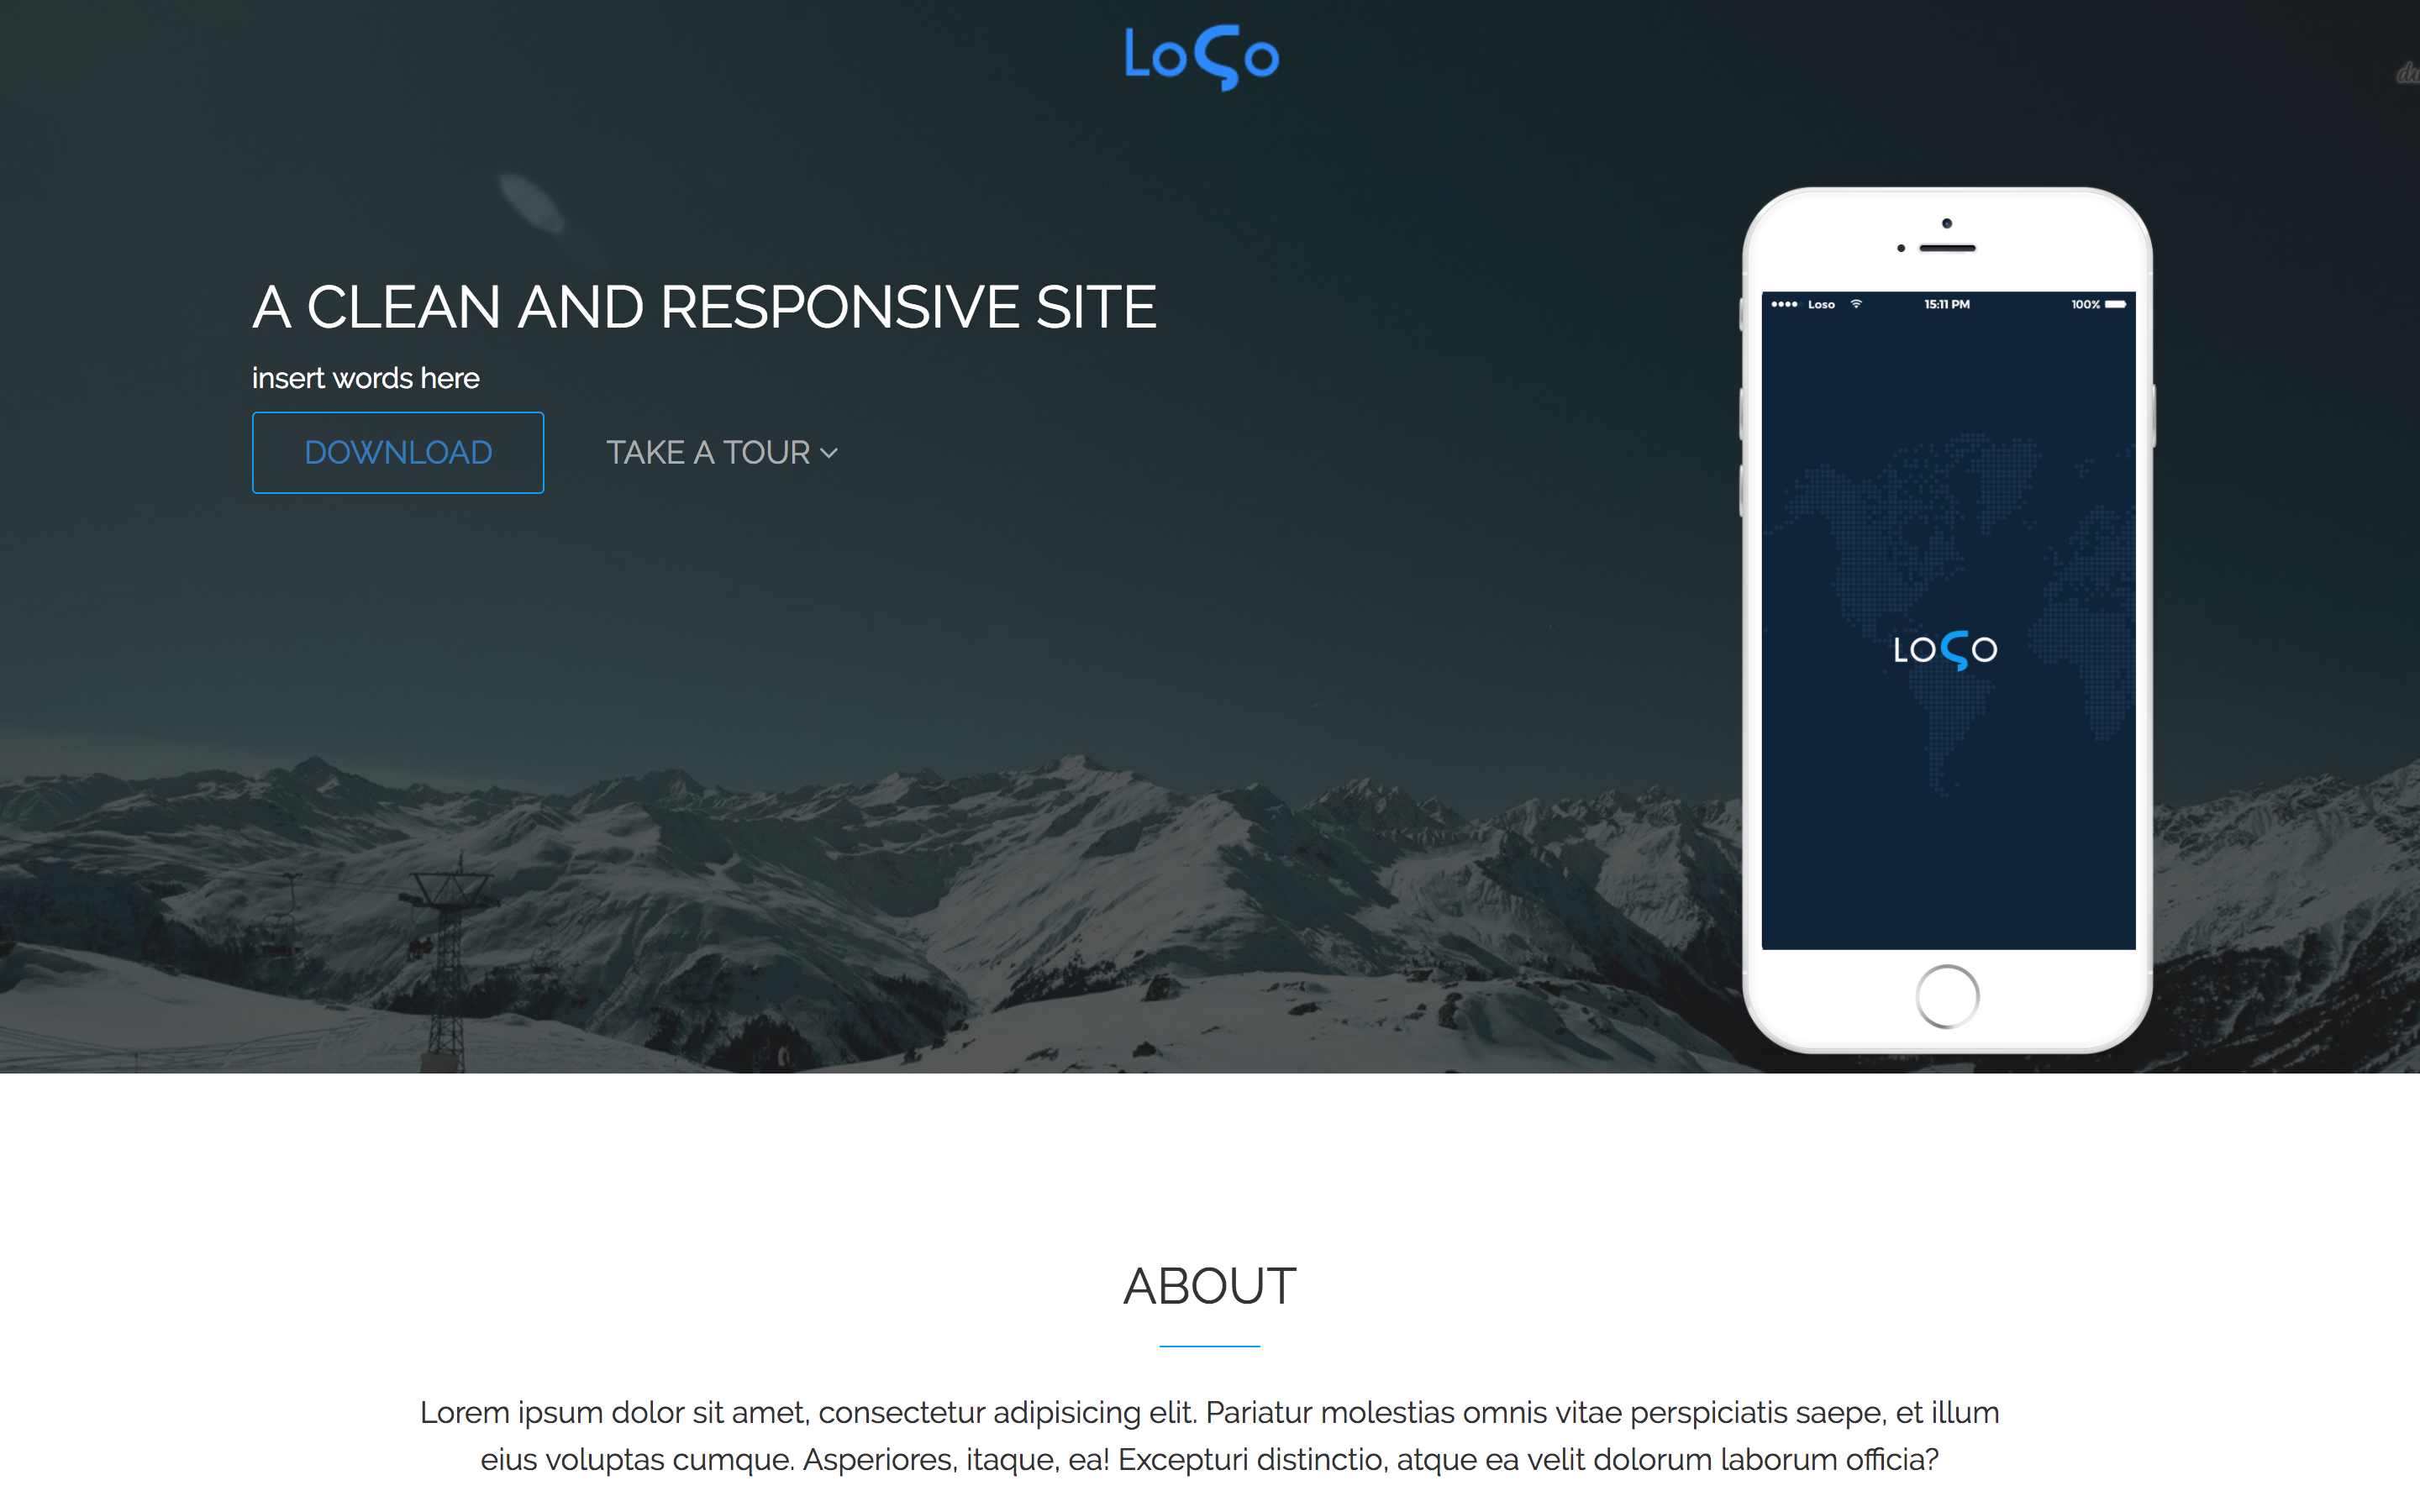 LoSo
A CLEAN AND RESPONSIVE SITE
insert words here
DOWNLOAD
TAKE A TOUR
Loso 15:11 PM 100%
LOSO
ABOUT
Lorem ipsum dolor sit amet, consectetur adipisicing elit. Pariatur molestias omnis vitae perspiciatis saepe, et illum
eius voluptas cumque. Asperiores, itaque, ea! Excepturi distinctio, atque ea velit dolorum laborum officia?